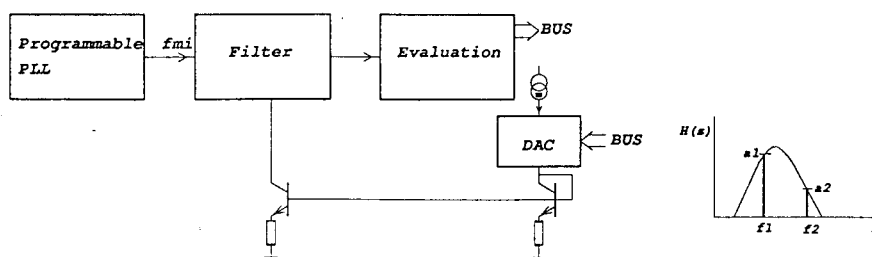 Programmable
PLL
fmi
Filter
Evaluation
BUS
DAC
BUS
H(s)
a1
a2
f1
f2